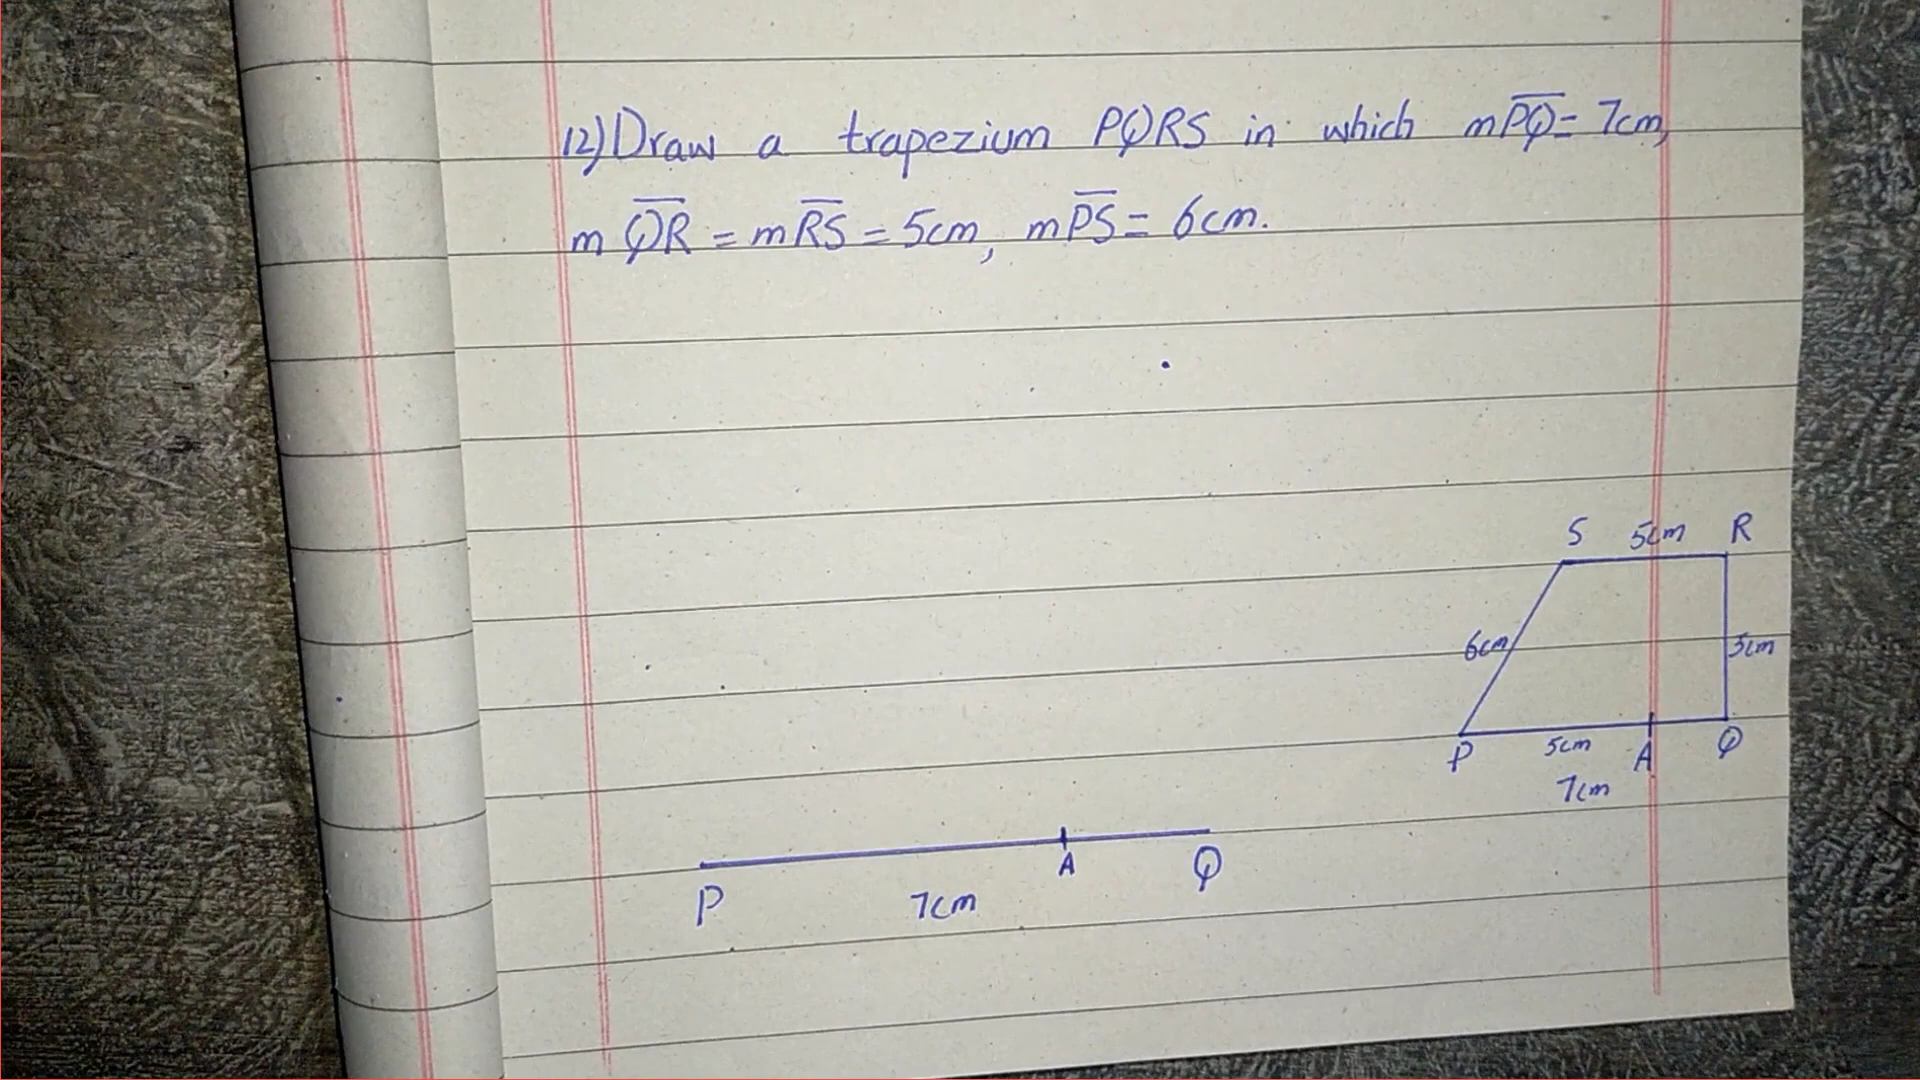 12) Draw a trapezium PQRS in which mPQ = 7cm,
mQR = mRS = 5cm, mPS = 6cm.
S 5cm R
6cm 5cm
P 5cm A Q
7cm
P A Q
7cm